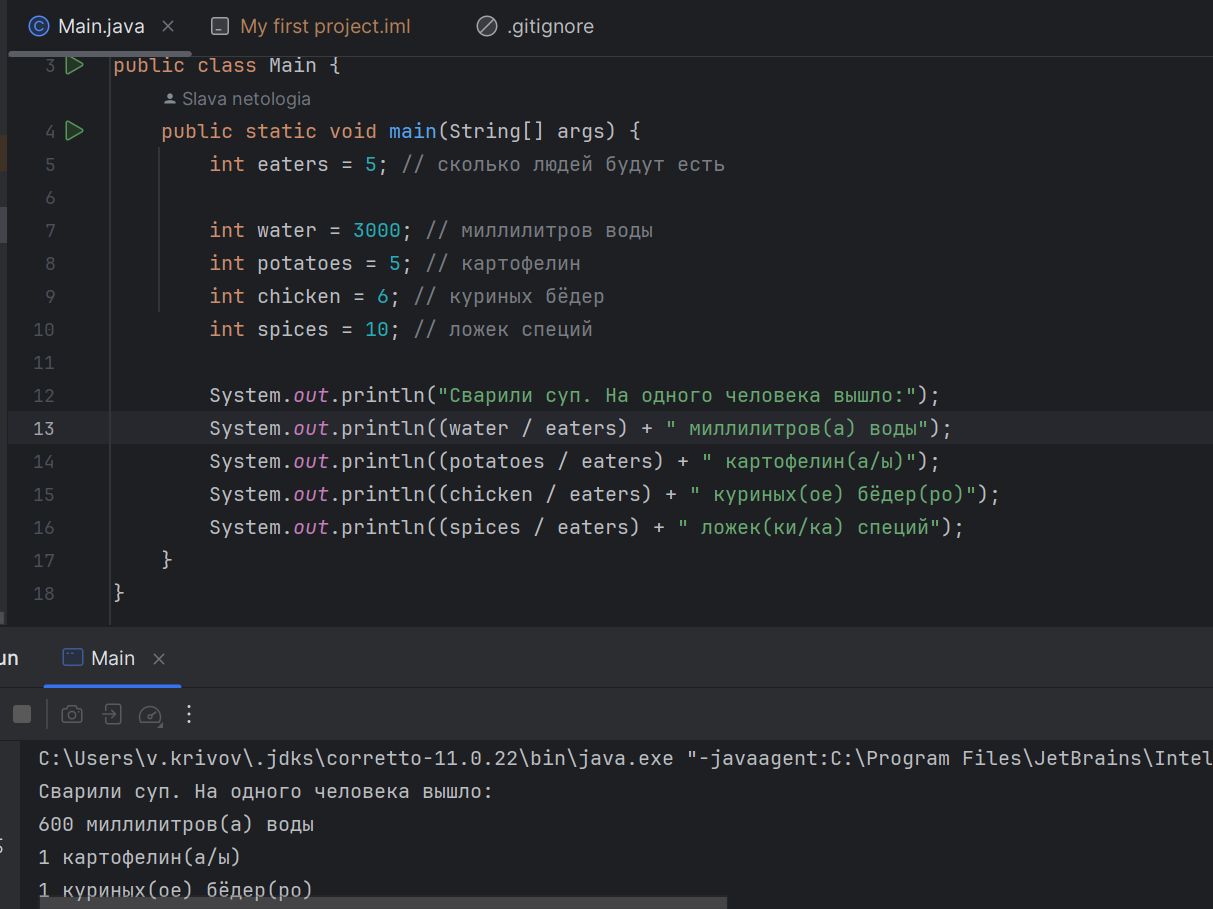 Main.java My first project.iml .gitignore
3 public class Main {
Slava netologia
4 public static void main(String[] args) {
5 int eaters = 5; // сколько людей будут есть
6
7 int water = 3000; // миллилитров воды
8 int potatoes = 5; // картофелин
9 int chicken = 6; // куриных бёдер
10 int spices = 10; // ложек специй
11
12 System.out.println("Сварили суп. На одного человека вышло:");
13 System.out.println((water / eaters) + " миллилитров(а) воды");
14 System.out.println((potatoes / eaters) + " картофелин(а/ы)");
15 System.out.println((chicken / eaters) + " куриных(ое) бёдер(ро)");
16 System.out.println((spices / eaters) + " ложек(ки/ка) специй");
17 }
18 }
un Main
C:\Users\v.krivov\.jdks\corretto-11.0.22\bin\java.exe "-javaagent:C:\Program Files\JetBrains\Intel
Сварили суп. На одного человека вышло:
600 миллилитров(а) воды
1 картофелин(а/ы)
1 куриных(ое) бёдер(ро)